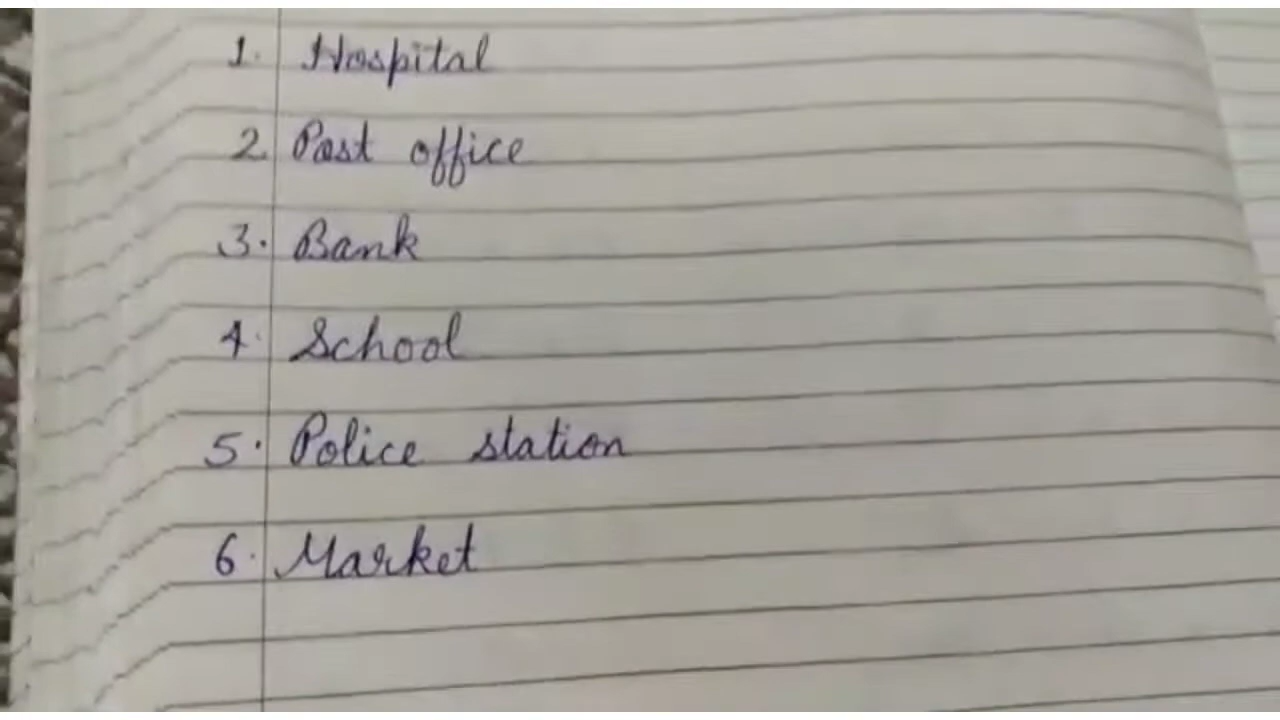 1. Hospital
2. Post office
3. Bank
4. School
5. Police station
6. Market